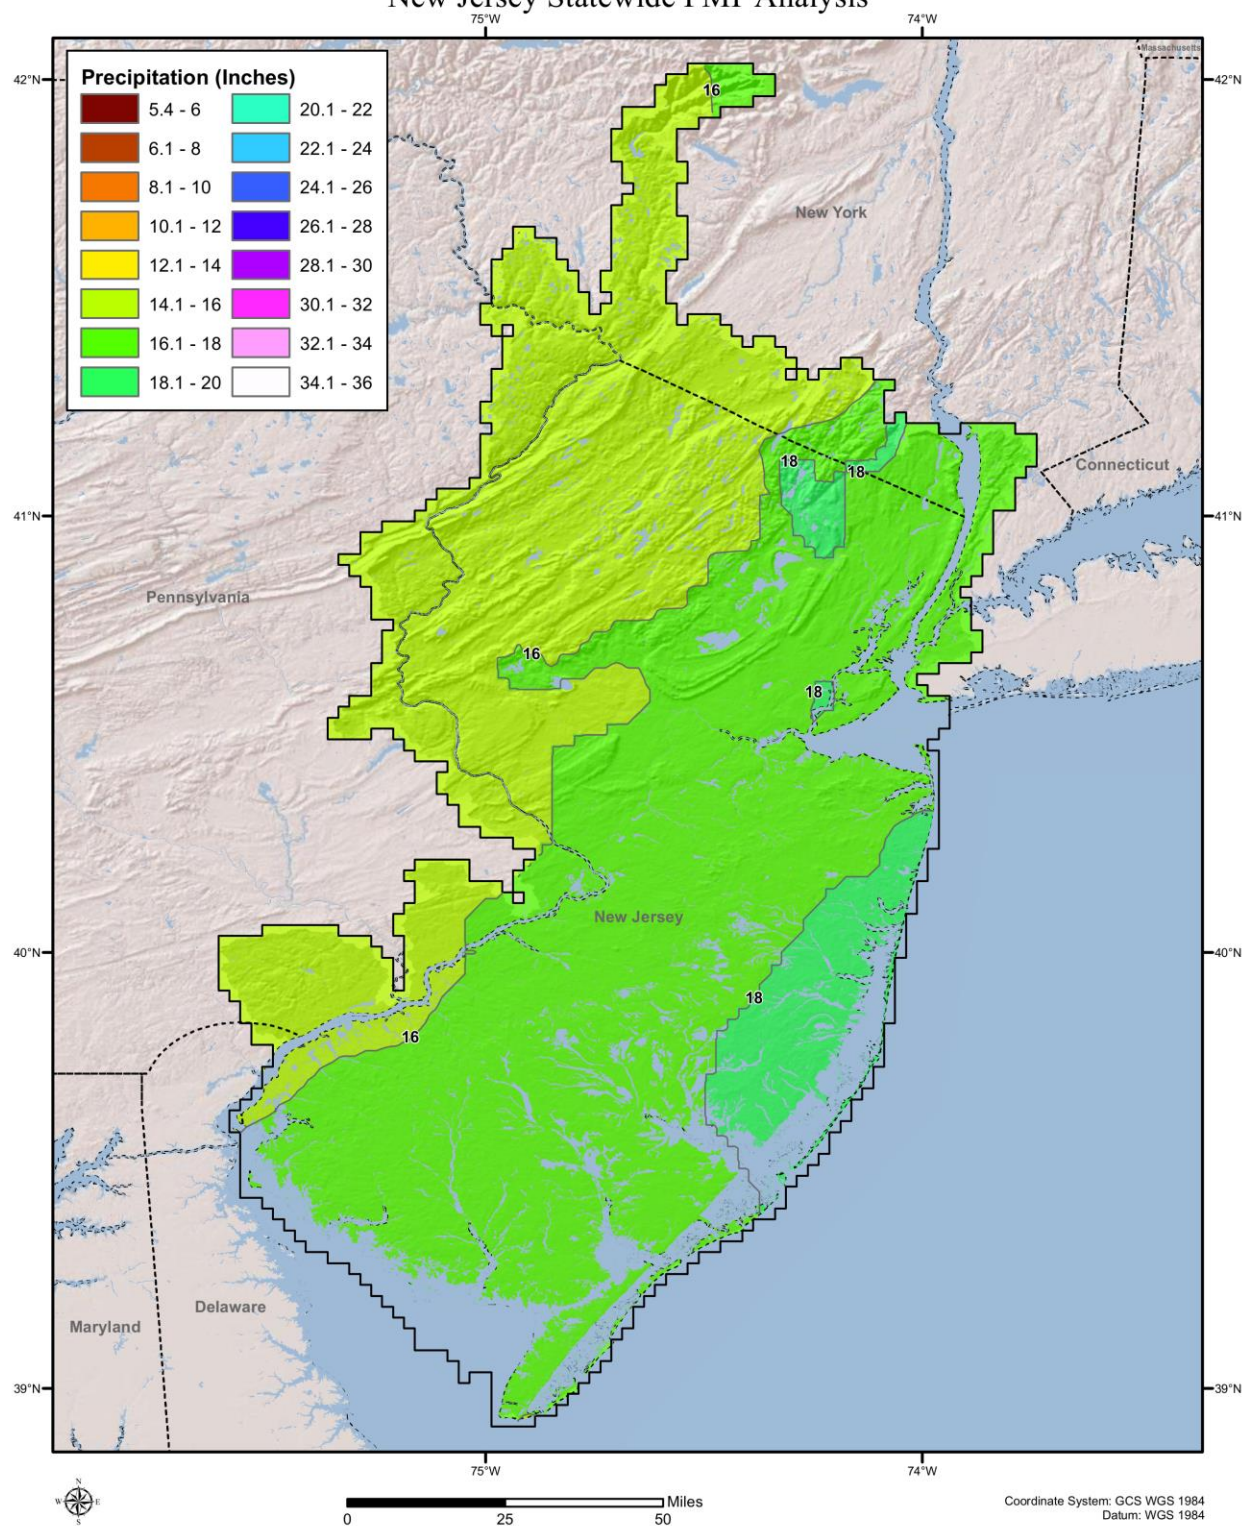 New Jersey Statewide PMP Analysis
75°W
74°W
Massachusetts
42°N
42°N
Precipitation (Inches)
5.4 - 6
20.1 - 22
6.1 - 8
22.1 - 24
8.1 - 10
24.1 - 26
10.1 - 12
26.1 - 28
12.1 - 14
28.1 - 30
14.1 - 16
30.1 - 32
16.1 - 18
32.1 - 34
18.1 - 20
34.1 - 36
16
New York
18
18
Connecticut
41°N
41°N
Pennsylvania
16
18
New Jersey
40°N
40°N
18
16
Delaware
Maryland
39°N
39°N
75°W
74°W
N
W
E
S
Miles
0
25
50
Coordinate System: GCS WGS 1984
Datum: WGS 1984